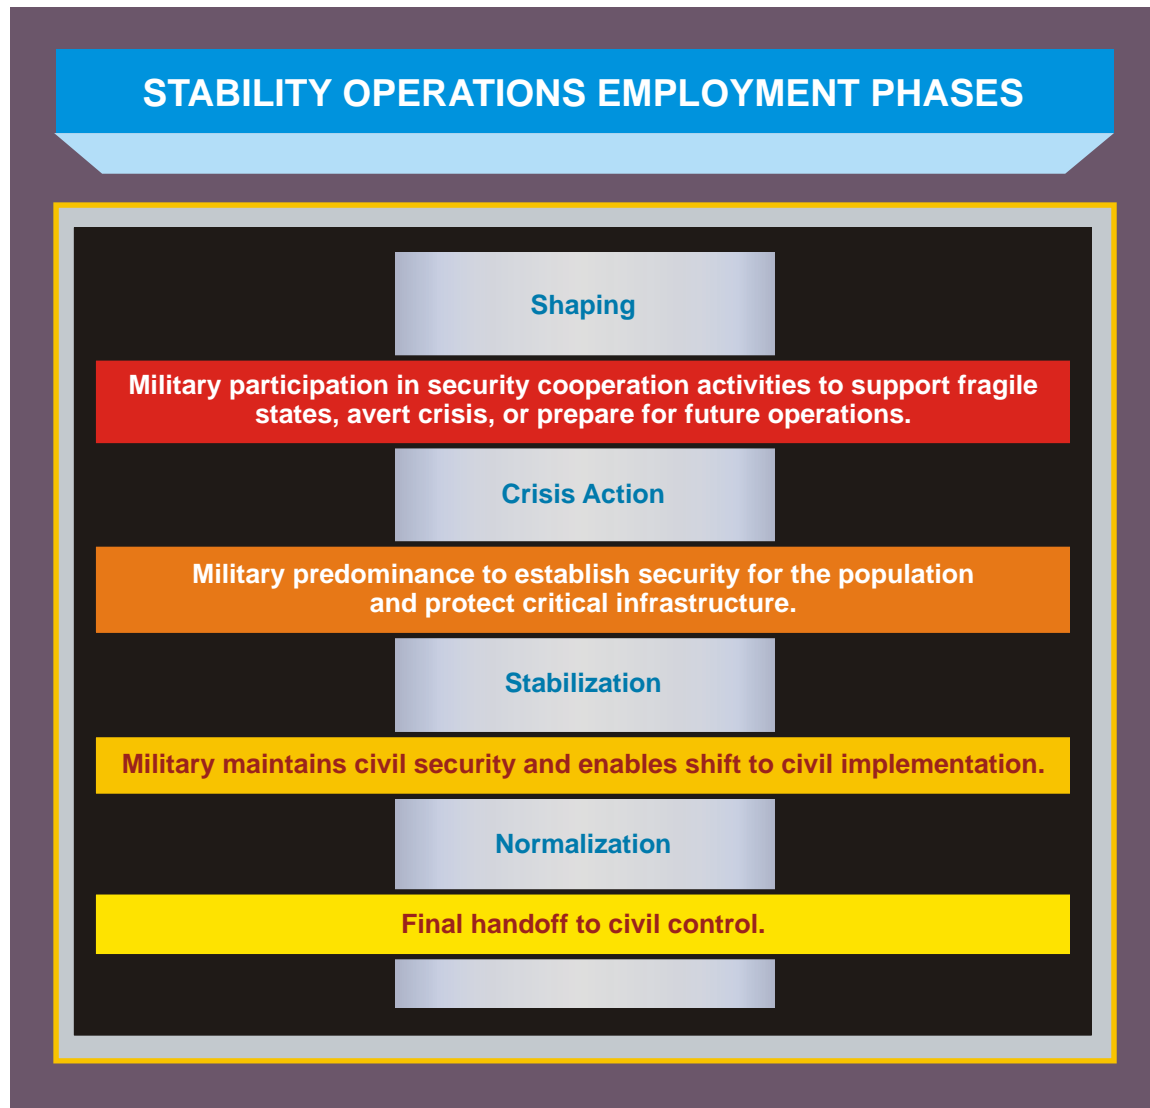 STABILITY OPERATIONS EMPLOYMENT PHASES
Shaping
Military participation in security cooperation activities to support fragile
states, avert crisis, or prepare for future operations.
Crisis Action
Military predominance to establish security for the population
and protect critical infrastructure.
Stabilization
Military maintains civil security and enables shift to civil implementation.
Normalization
Final handoff to civil control.